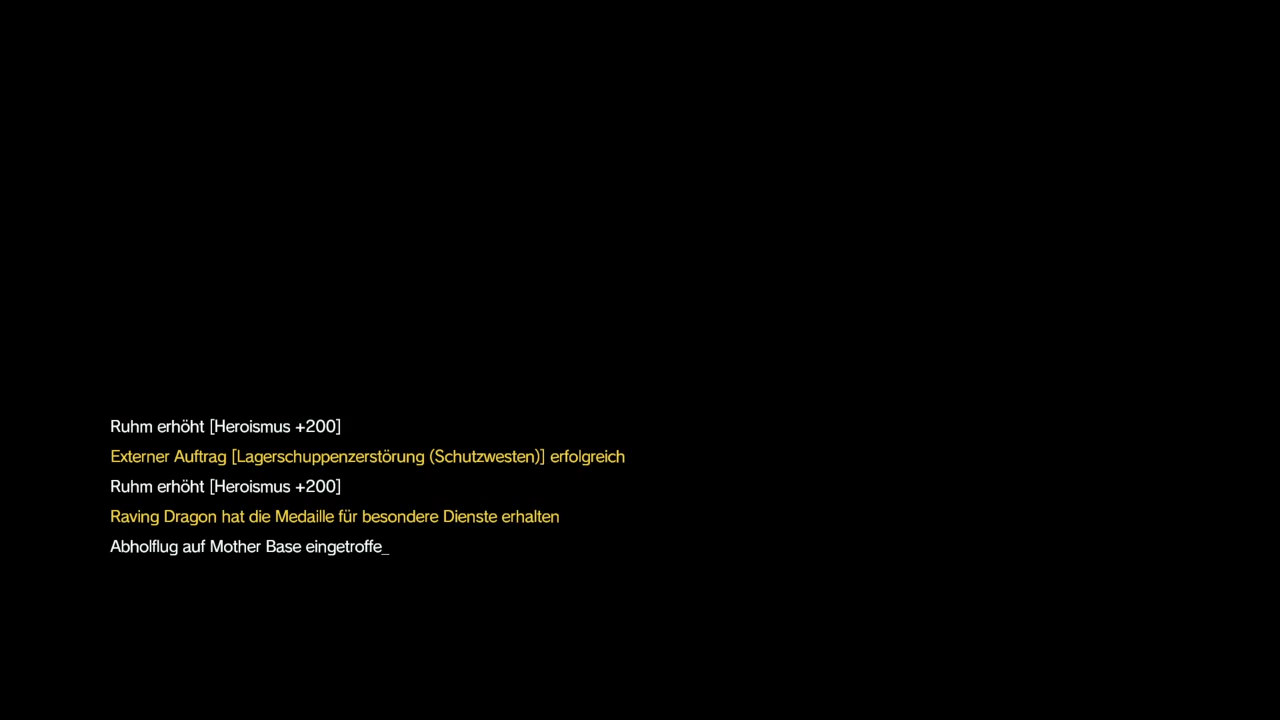 Ruhm erhöht [Heroismus +200]
Externer Auftrag [Lagerschuppenzerstörung (Schutzwesten)] erfolgreich
Ruhm erhöht [Heroismus +200]
Raving Dragon hat die Medaille für besondere Dienste erhalten
Abholflug auf Mother Base eingetroffe_